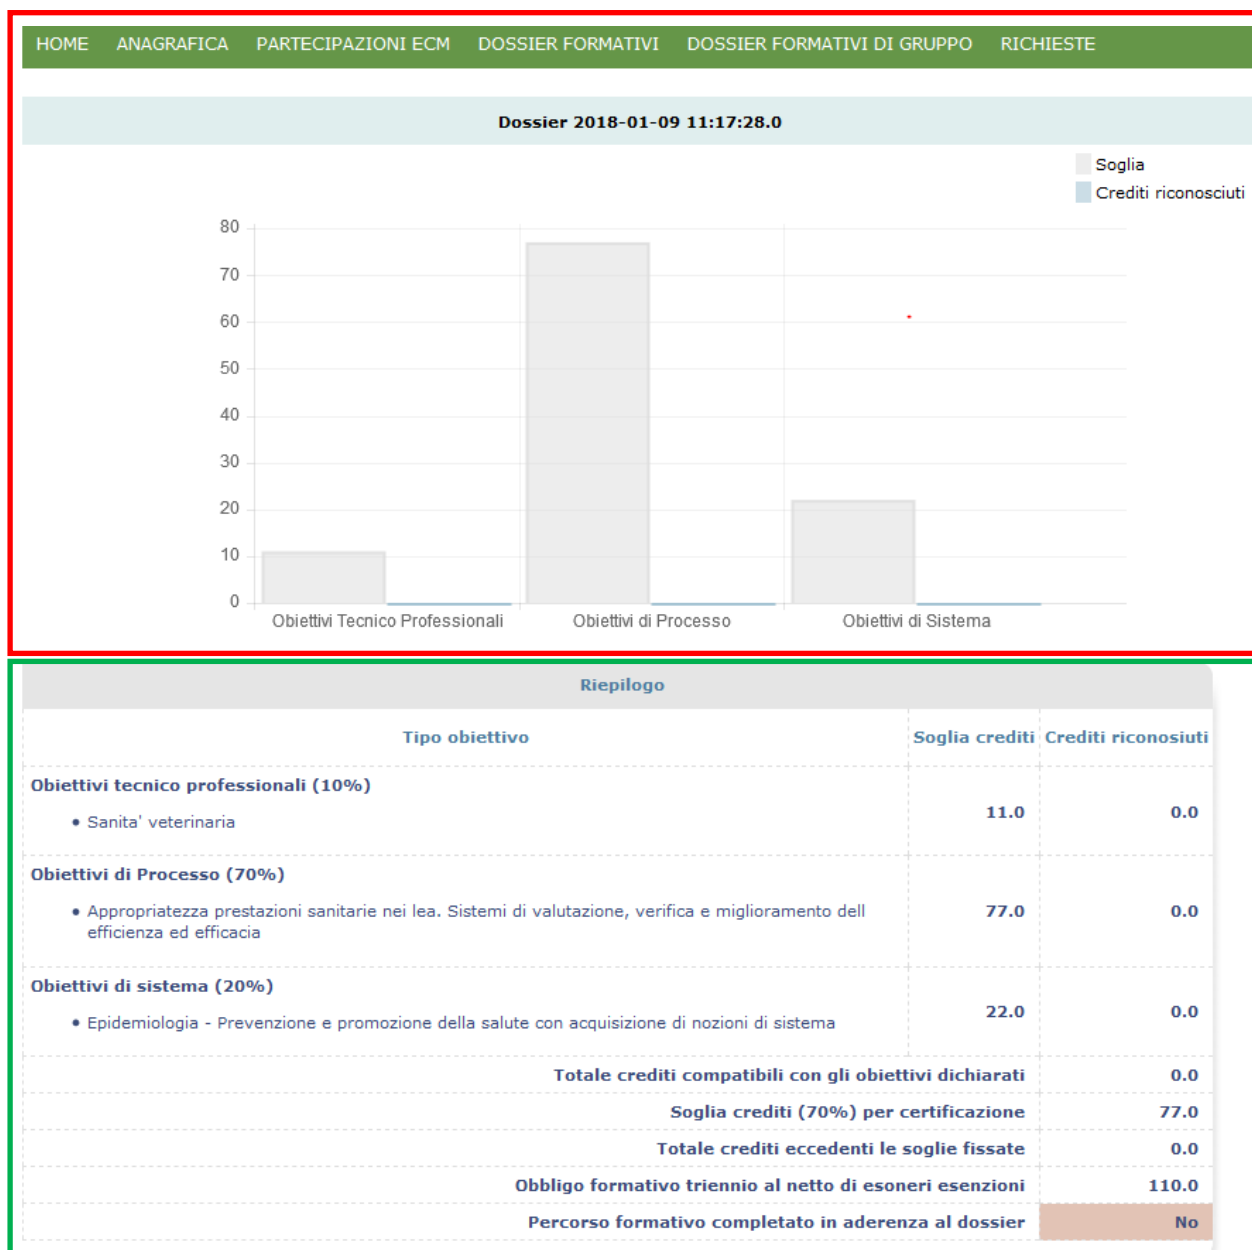 HOME ANAGRAFICA PARTECIPAZIONI ECM DOSSIER FORMATIVI DOSSIER FORMATIVI DI GRUPPO RICHIESTE
Dossier 2018-01-09 11:17:28.0
Soglia
Crediti riconosciuti
80
70
60
50
40
30
20
10
0
Obiettivi Tecnico Professionali Obiettivi di Processo Obiettivi di Sistema
Riepilogo
Tipo obiettivo Soglia crediti Crediti riconosiuti
Obiettivi tecnico professionali (10%)
• Sanita' veterinaria 11.0 0.0
Obiettivi di Processo (70%)
• Appropriatezza prestazioni sanitarie nei lea. Sistemi di valutazione, verifica e miglioramento dell 77.0 0.0
efficienza ed efficacia
Obiettivi di sistema (20%)
• Epidemiologia - Prevenzione e promozione della salute con acquisizione di nozioni di sistema 22.0 0.0
Totale crediti compatibili con gli obiettivi dichiarati 0.0
Soglia crediti (70%) per certificazione 77.0
Totale crediti eccedenti le soglie fissate 0.0
Obbligo formativo triennio al netto di esoneri esenzioni 110.0
Percorso formativo completato in aderenza al dossier No